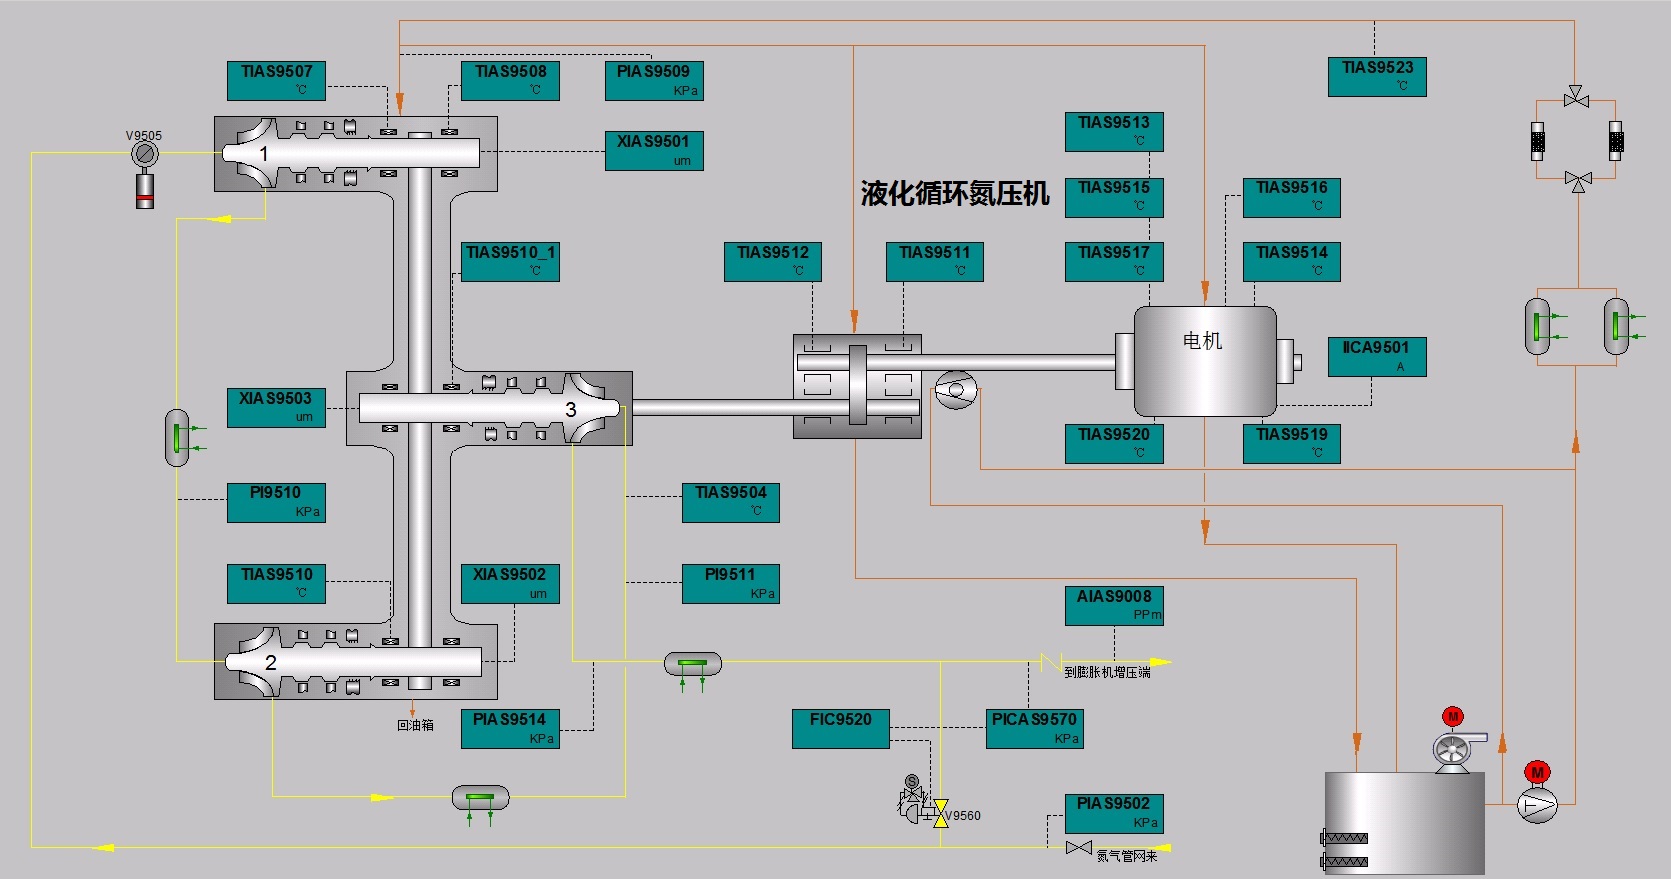 TIAS9507
℃
TIAS9508
℃
PIAS9509
KPa
TIAS9523
℃
V9505
1
XIAS9501
um
TIAS9513
℃
液化循环氮压机
TIAS9515
℃
TIAS9516
℃
TIAS9510_1
℃
TIAS9512
℃
TIAS9511
℃
TIAS9517
℃
TIAS9514
℃
电机
IICA9501
A
XIAS9503
um
3
TIAS9520
℃
TIAS9519
℃
PI9510
KPa
TIAS9504
℃
TIAS9510
℃
XIAS9502
um
PI9511
KPa
AIAS9008
PPm
2
到膨胀机增压端
回油箱
PIAS9514
KPa
FIC9520
PICAS9570
KPa
M
S
M
V9560
PIAS9502
KPa
氮气管网来